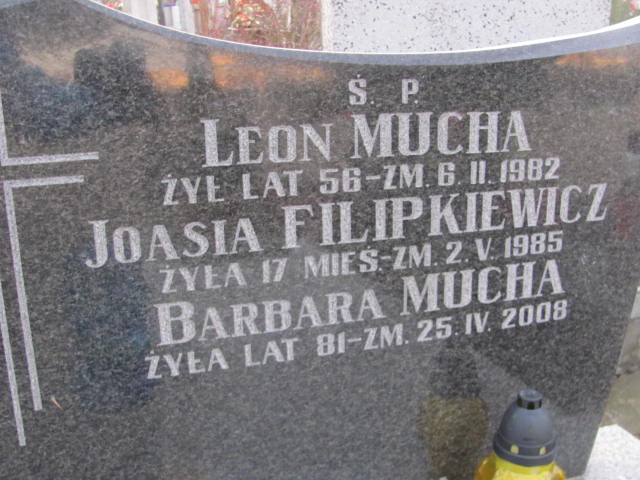 Ś. P.
LEON MUCHA
ŻYŁ LAT 56-ZM. 6. II. 1982
JOASIA FILIPKIEWICZ
ŻYŁA 17 MIEŚ.-ZM. 2. V. 1985
BARBARA MUCHA
ŻYŁA LAT 81-ZM. 25. IV. 2008